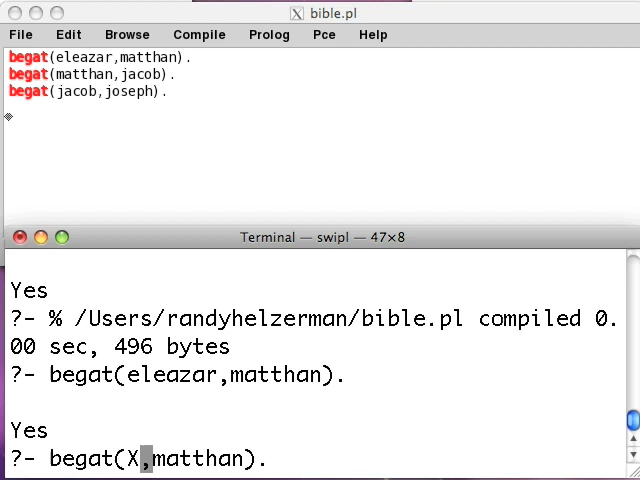 bible.pl
File Edit Browse Compile Prolog Pce Help
begat(eleazar,matthan).
begat(matthan,jacob).
begat(jacob,joseph).
Terminal — swipl — 47×8
Yes
?- % /Users/randyhelzerman/bible.pl compiled 0.
00 sec, 496 bytes
?- begat(eleazar,matthan).
Yes
?- begat(X,matthan).